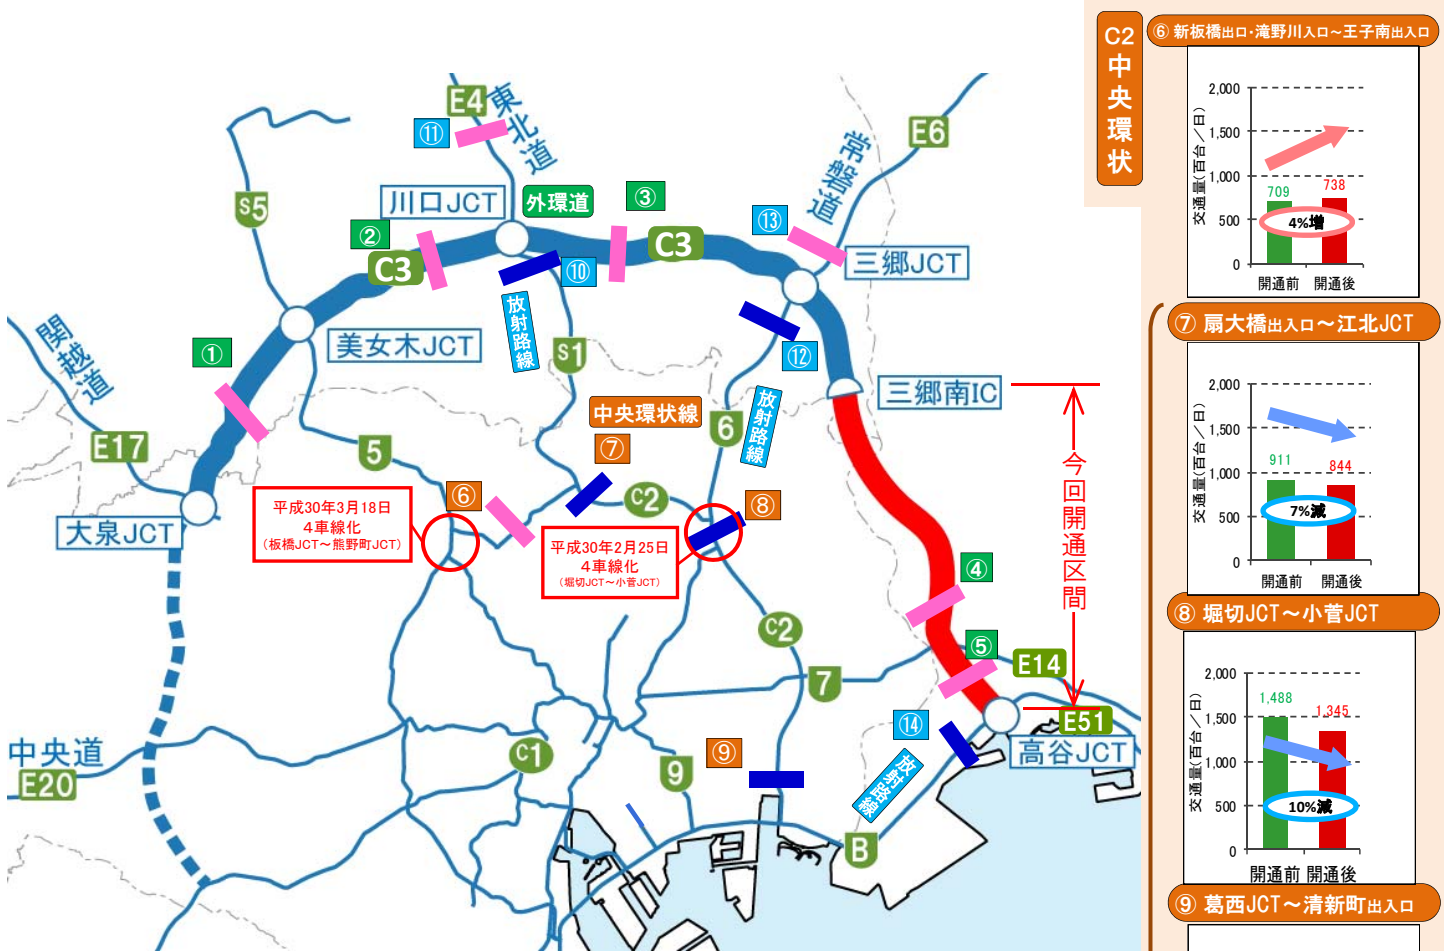 E4
東北道
⑪
E6
常磐道
S5
川口JCT
外環道
③
⑬
②
C3
C3
三郷JCT
⑩
放射路線
関越道
①
美女木JCT
S1
⑫
三郷南IC
放射路線
中央環状線
6
⑦
E17
5
今回開通区間
⑥
C2
⑧
大泉JCT
平成30年3月18日
4車線化
（板橋JCT～熊野町JCT）
平成30年2月25日
4車線化
（堀切JCT～小菅JCT）
④
C2
⑤
E14
7
⑭
E51
中央道
E20
C1
⑨
9
高谷JCT
放射路線
B
C2中央環状
⑥ 新板橋出口・滝野川入口～王子南出入口
交通量(百台／日)
2,000
1,500
1,000
500
0
709
738
4%増
開通前 開通後
⑦ 扇大橋出入口～江北JCT
交通量(百台／日)
2,000
1,500
1,000
500
0
911
844
7%減
開通前 開通後
⑧ 堀切JCT～小菅JCT
交通量(百台／日)
2,000
1,500
1,000
500
0
1,488
1,345
10%減
開通前 開通後
⑨ 葛西JCT～清新町出入口